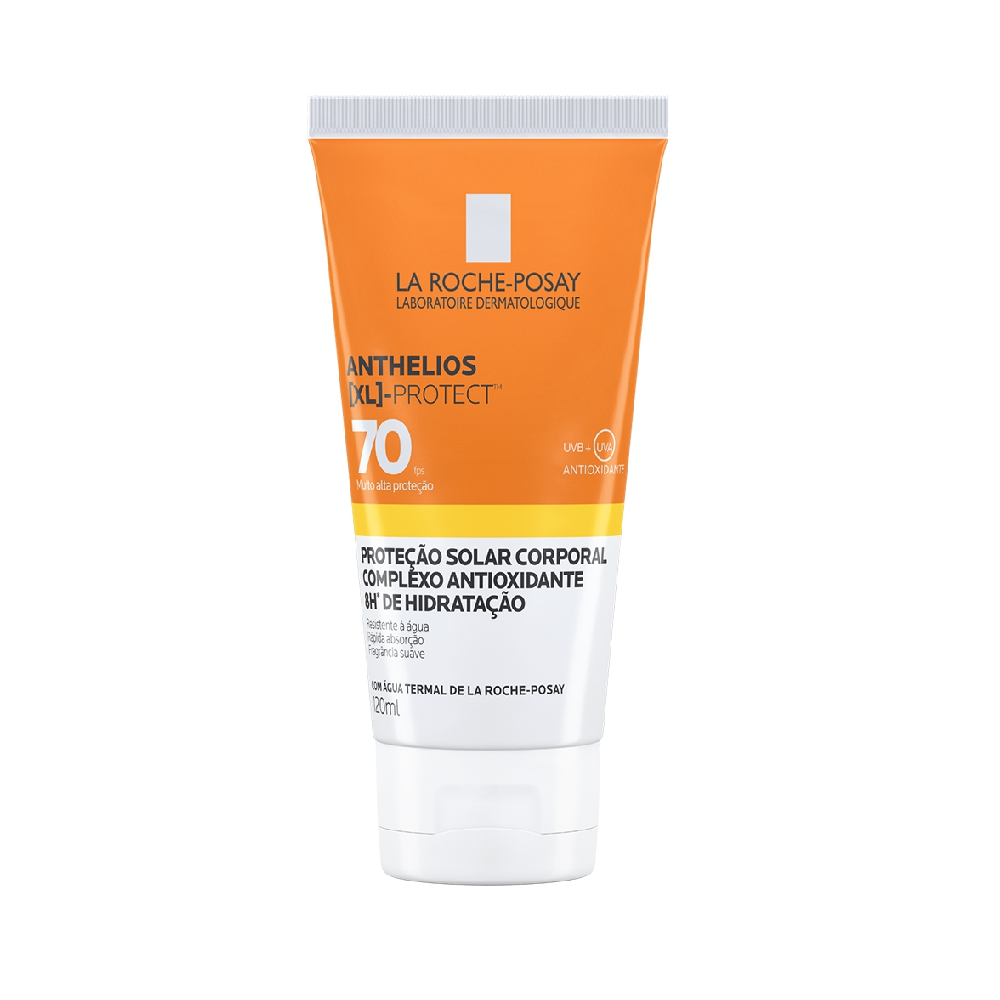 LA ROCHE-POSAY
LABORATOIRE DERMATOLOGIQUE
ANTHELIOS
[XL]-PROTECT™
70 fps
Muito alta proteção
UVB + UVA
ANTIOXIDANTE
PROTEÇÃO SOLAR CORPORAL
COMPLEXO ANTIOXIDANTE
8H* DE HIDRATAÇÃO
Resistente à água
Rápida absorção
Fragrância suave
COM ÁGUA TERMAL DE LA ROCHE-POSAY
120ml